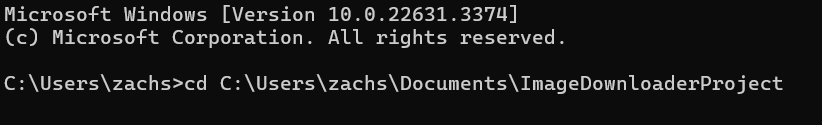 Microsoft Windows [Version 10.0.22631.3374]
(c) Microsoft Corporation. All rights reserved.
C:\Users\zachs>cd C:\Users\zachs\Documents\ImageDownloaderProject